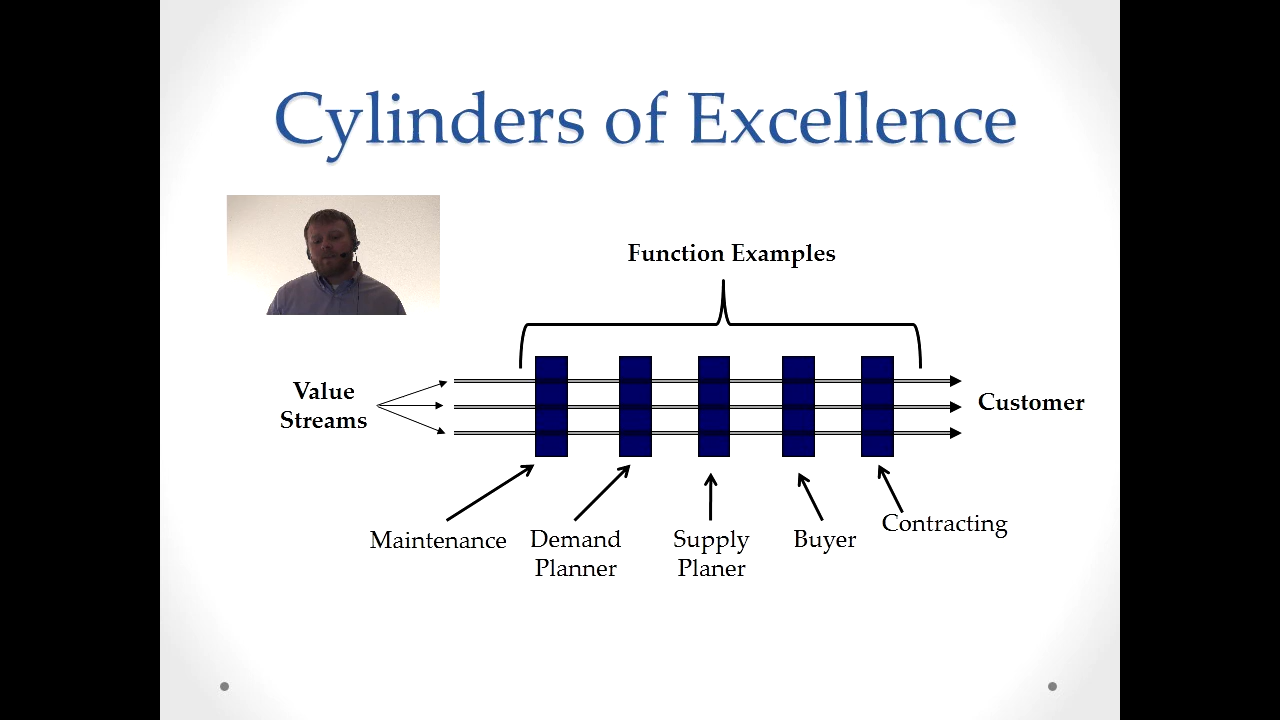 Cylinders of Excellence
Function Examples
Value
Streams
Customer
Maintenance
Demand
Planner
Supply
Planer
Buyer
Contracting